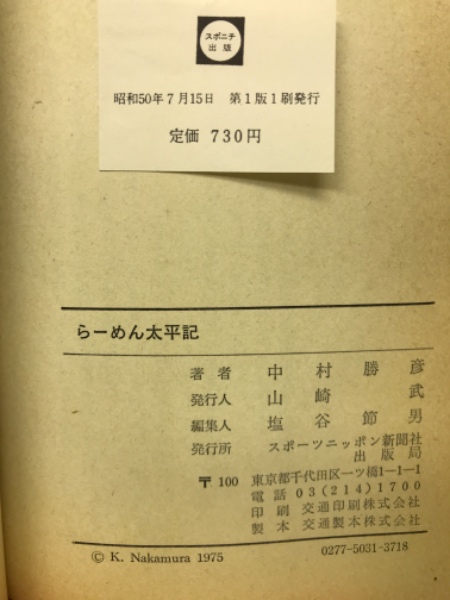 スポニチ
出版
昭和50年7月15日 第1版1刷発行
定価 730円
らーめん太平記
著者 中村勝彦
発行人 山崎武
編集人 塩谷節男
発行所 スポーツニッポン新聞社
出版局
〒100 東京都千代田区一ツ橋1-1-1
電話 03(214)1700
印刷 交通印刷株式会社
製本 交通製本株式会社
© K. Nakamura 1975 0277-5031-3718